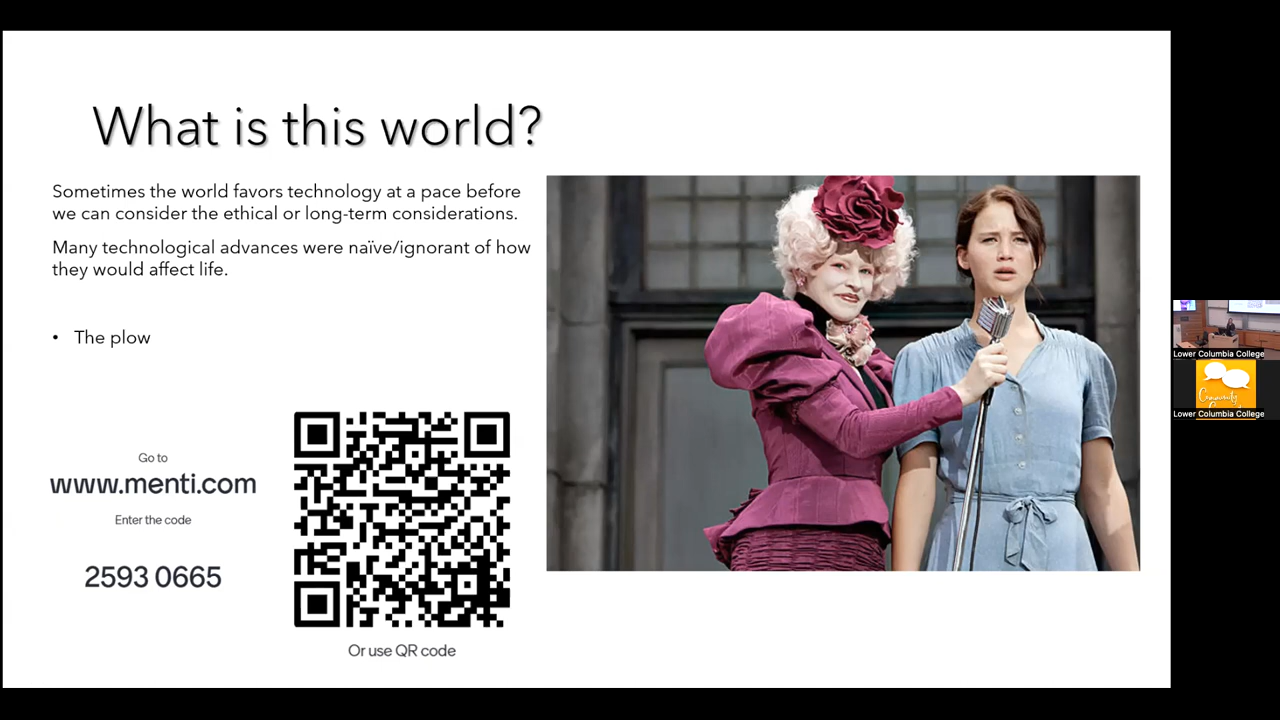 What is this world?
Sometimes the world favors technology at a pace before
we can consider the ethical or long-term considerations.
Many technological advances were naïve/ignorant of how
they would affect life.
• The plow
Go to
www.menti.com
Enter the code
2593 0665
Or use QR code
Lower Columbia College
Community
Lower Columbia College